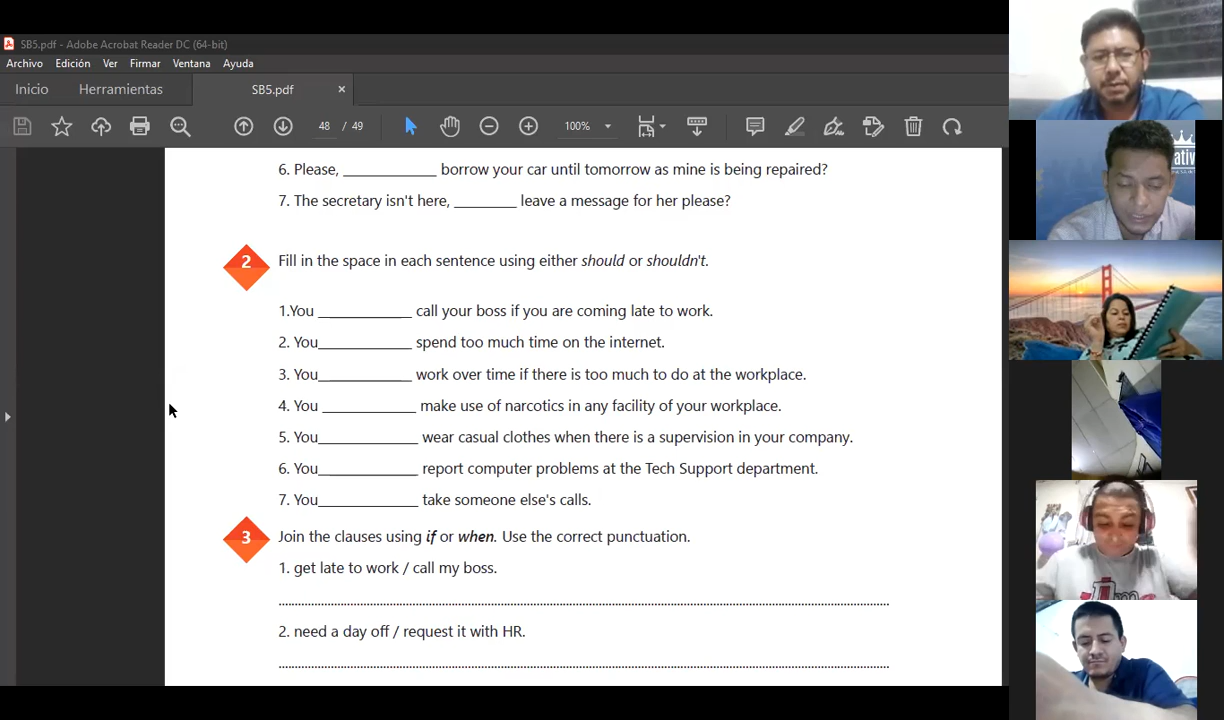 SB5.pdf - Adobe Acrobat Reader DC (64-bit)
Archivo Edición Ver Firmar Ventana Ayuda
Inicio Herramientas SB5.pdf ×
48 / 49 100%
6. Please, ____________ borrow your car until tomorrow as mine is being repaired?
7. The secretary isn't here, ________ leave a message for her please?
2 Fill in the space in each sentence using either should or shouldn't.
1.You ____________ call your boss if you are coming late to work.
2. You____________ spend too much time on the internet.
3. You____________ work over time if there is too much to do at the workplace.
4. You ____________ make use of narcotics in any facility of your workplace.
5. You_____________ wear casual clothes when there is a supervision in your company.
6. You_____________ report computer problems at the Tech Support department.
7. You_____________ take someone else's calls.
3 Join the clauses using if or when. Use the correct punctuation.
1. get late to work / call my boss.
2. need a day off / request it with HR.